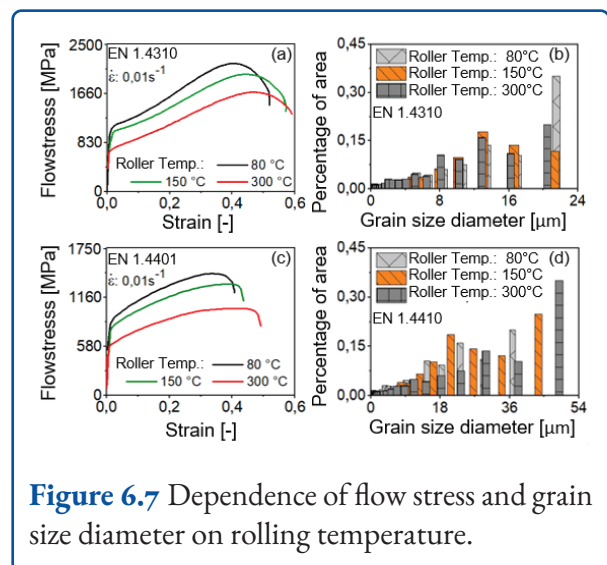 2500
1660
830
0
Flowstresss [MPa]
EN 1.4310
ε̇: 0,01s⁻¹
(a)
Roller Temp.: 80 °C
150 °C 300 °C
0,0 0,2 0,4 0,6
Strain [-]
0,45
0,30
0,15
0,00
Percentage of area
Roller Temp.: 80°C (b)
Roller Temp.: 150°C
Roller Temp.: 300°C
EN 1.4310
0 8 16 24
Grain size diameter [μm]
1750
1160
580
0
Flowstress [MPa]
EN 1.4401
ε̇: 0,01s⁻¹
(c)
Roller Temp.: 80 °C
150 °C 300 °C
0,0 0,2 0,4 0,6
Strain [-]
0,45
0,30
0,15
0,00
Percentage of area
Roller Temp.: 80°C (d)
Roller Temp.: 150°C
Roller Temp.: 300°C
EN 1.4410
0 18 36 54
Grain size diameter [μm]
Figure 6.7 Dependence of flow stress and grain
size diameter on rolling temperature.